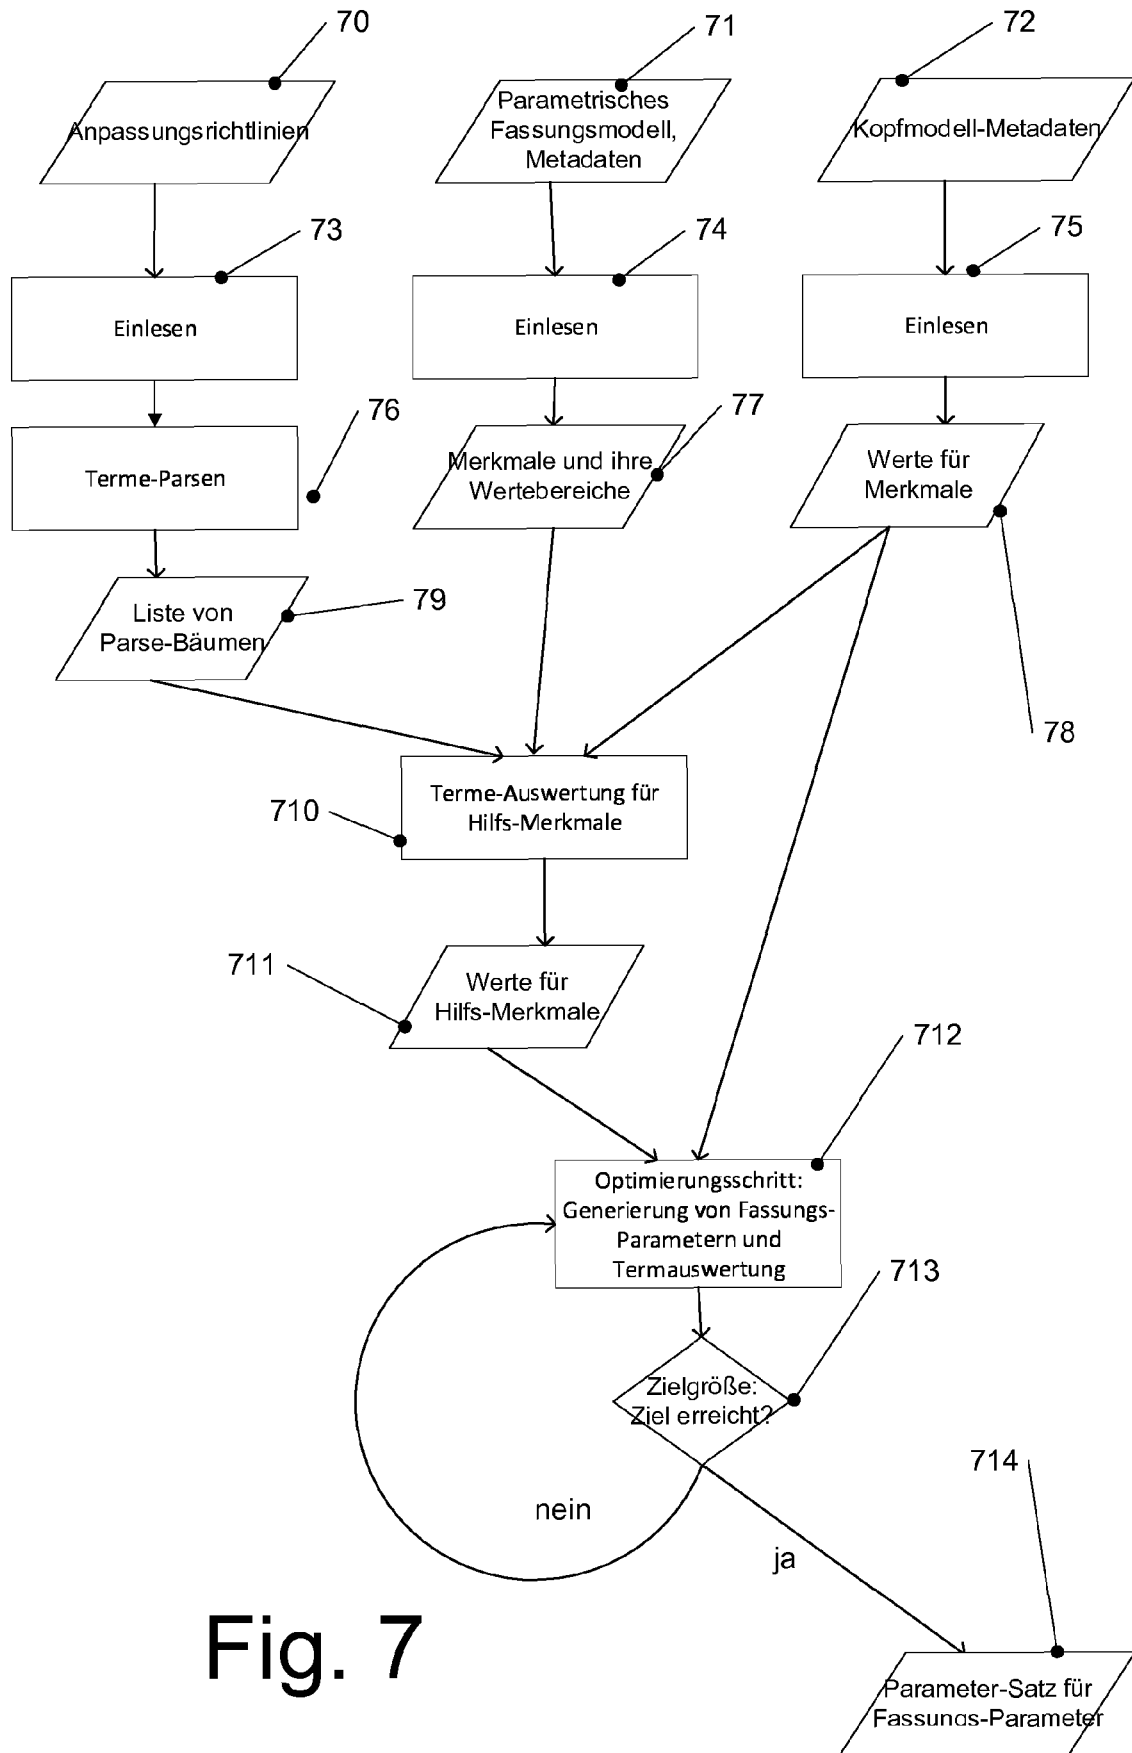 70
71
72
Anpassungsrichtlinien
Parametrisches
Fassungsmodell,
Metadaten
Kopfmodell-Metadaten
73
74
75
Einlesen
Einlesen
Einlesen
76
77
Terme-Parsen
Merkmale und ihre
Wertebereiche
Werte für
Merkmale
79
Liste von
Parse-Bäumen
78
710
Terme-Auswertung für
Hilfs-Merkmale
711
Werte für
Hilfs-Merkmale
712
Optimierungsschritt:
Generierung von Fassungs-
Parametern und
Termauswertung
713
Zielgröße:
Ziel erreicht?
714
nein
ja
Fig. 7
Parameter-Satz für
Fassungs-Parameter